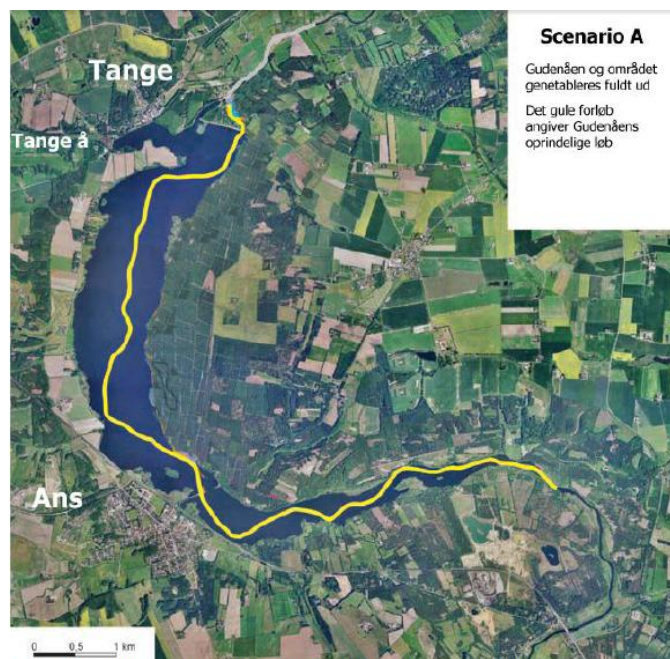 Scenario A
Gudenåen og området
genetableres fuldt ud
Det gule forløb
angiver Gudenåens
oprindelige løb
Tange
Tange å
Ans
0 0,5 1 km